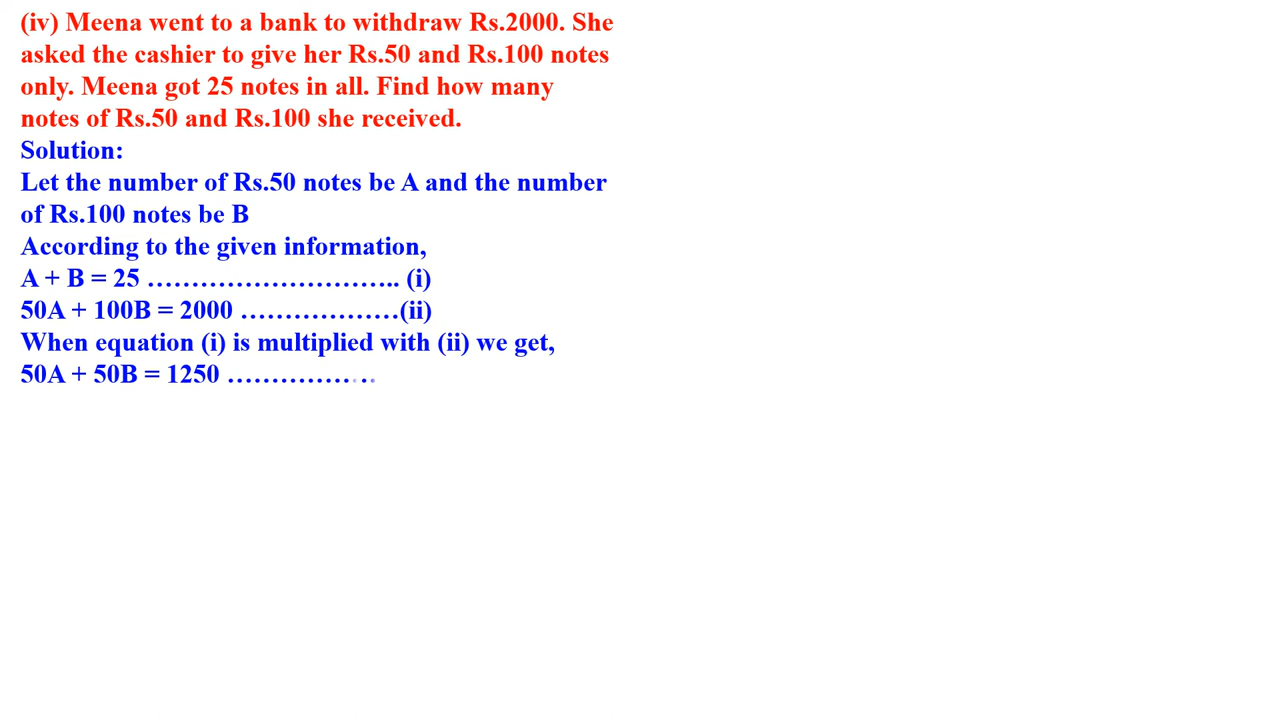 (iv) Meena went to a bank to withdraw Rs.2000. She
asked the cashier to give her Rs.50 and Rs.100 notes
only. Meena got 25 notes in all. Find how many
notes of Rs.50 and Rs.100 she received.
Solution:
Let the number of Rs.50 notes be A and the number
of Rs.100 notes be B
According to the given information,
A + B = 25 ……………………….. (i)
50A + 100B = 2000 ………………(ii)
When equation (i) is multiplied with (ii) we get,
50A + 50B = 1250 ……………..